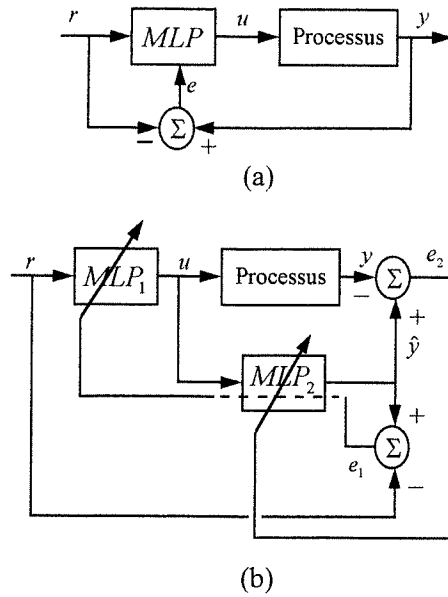 r MLP u Processus y
e
− Σ +
(a)
r MLP₁ u Processus y − Σ e₂
+
ŷ
MLP₂
+
e₁ Σ
−
(b)